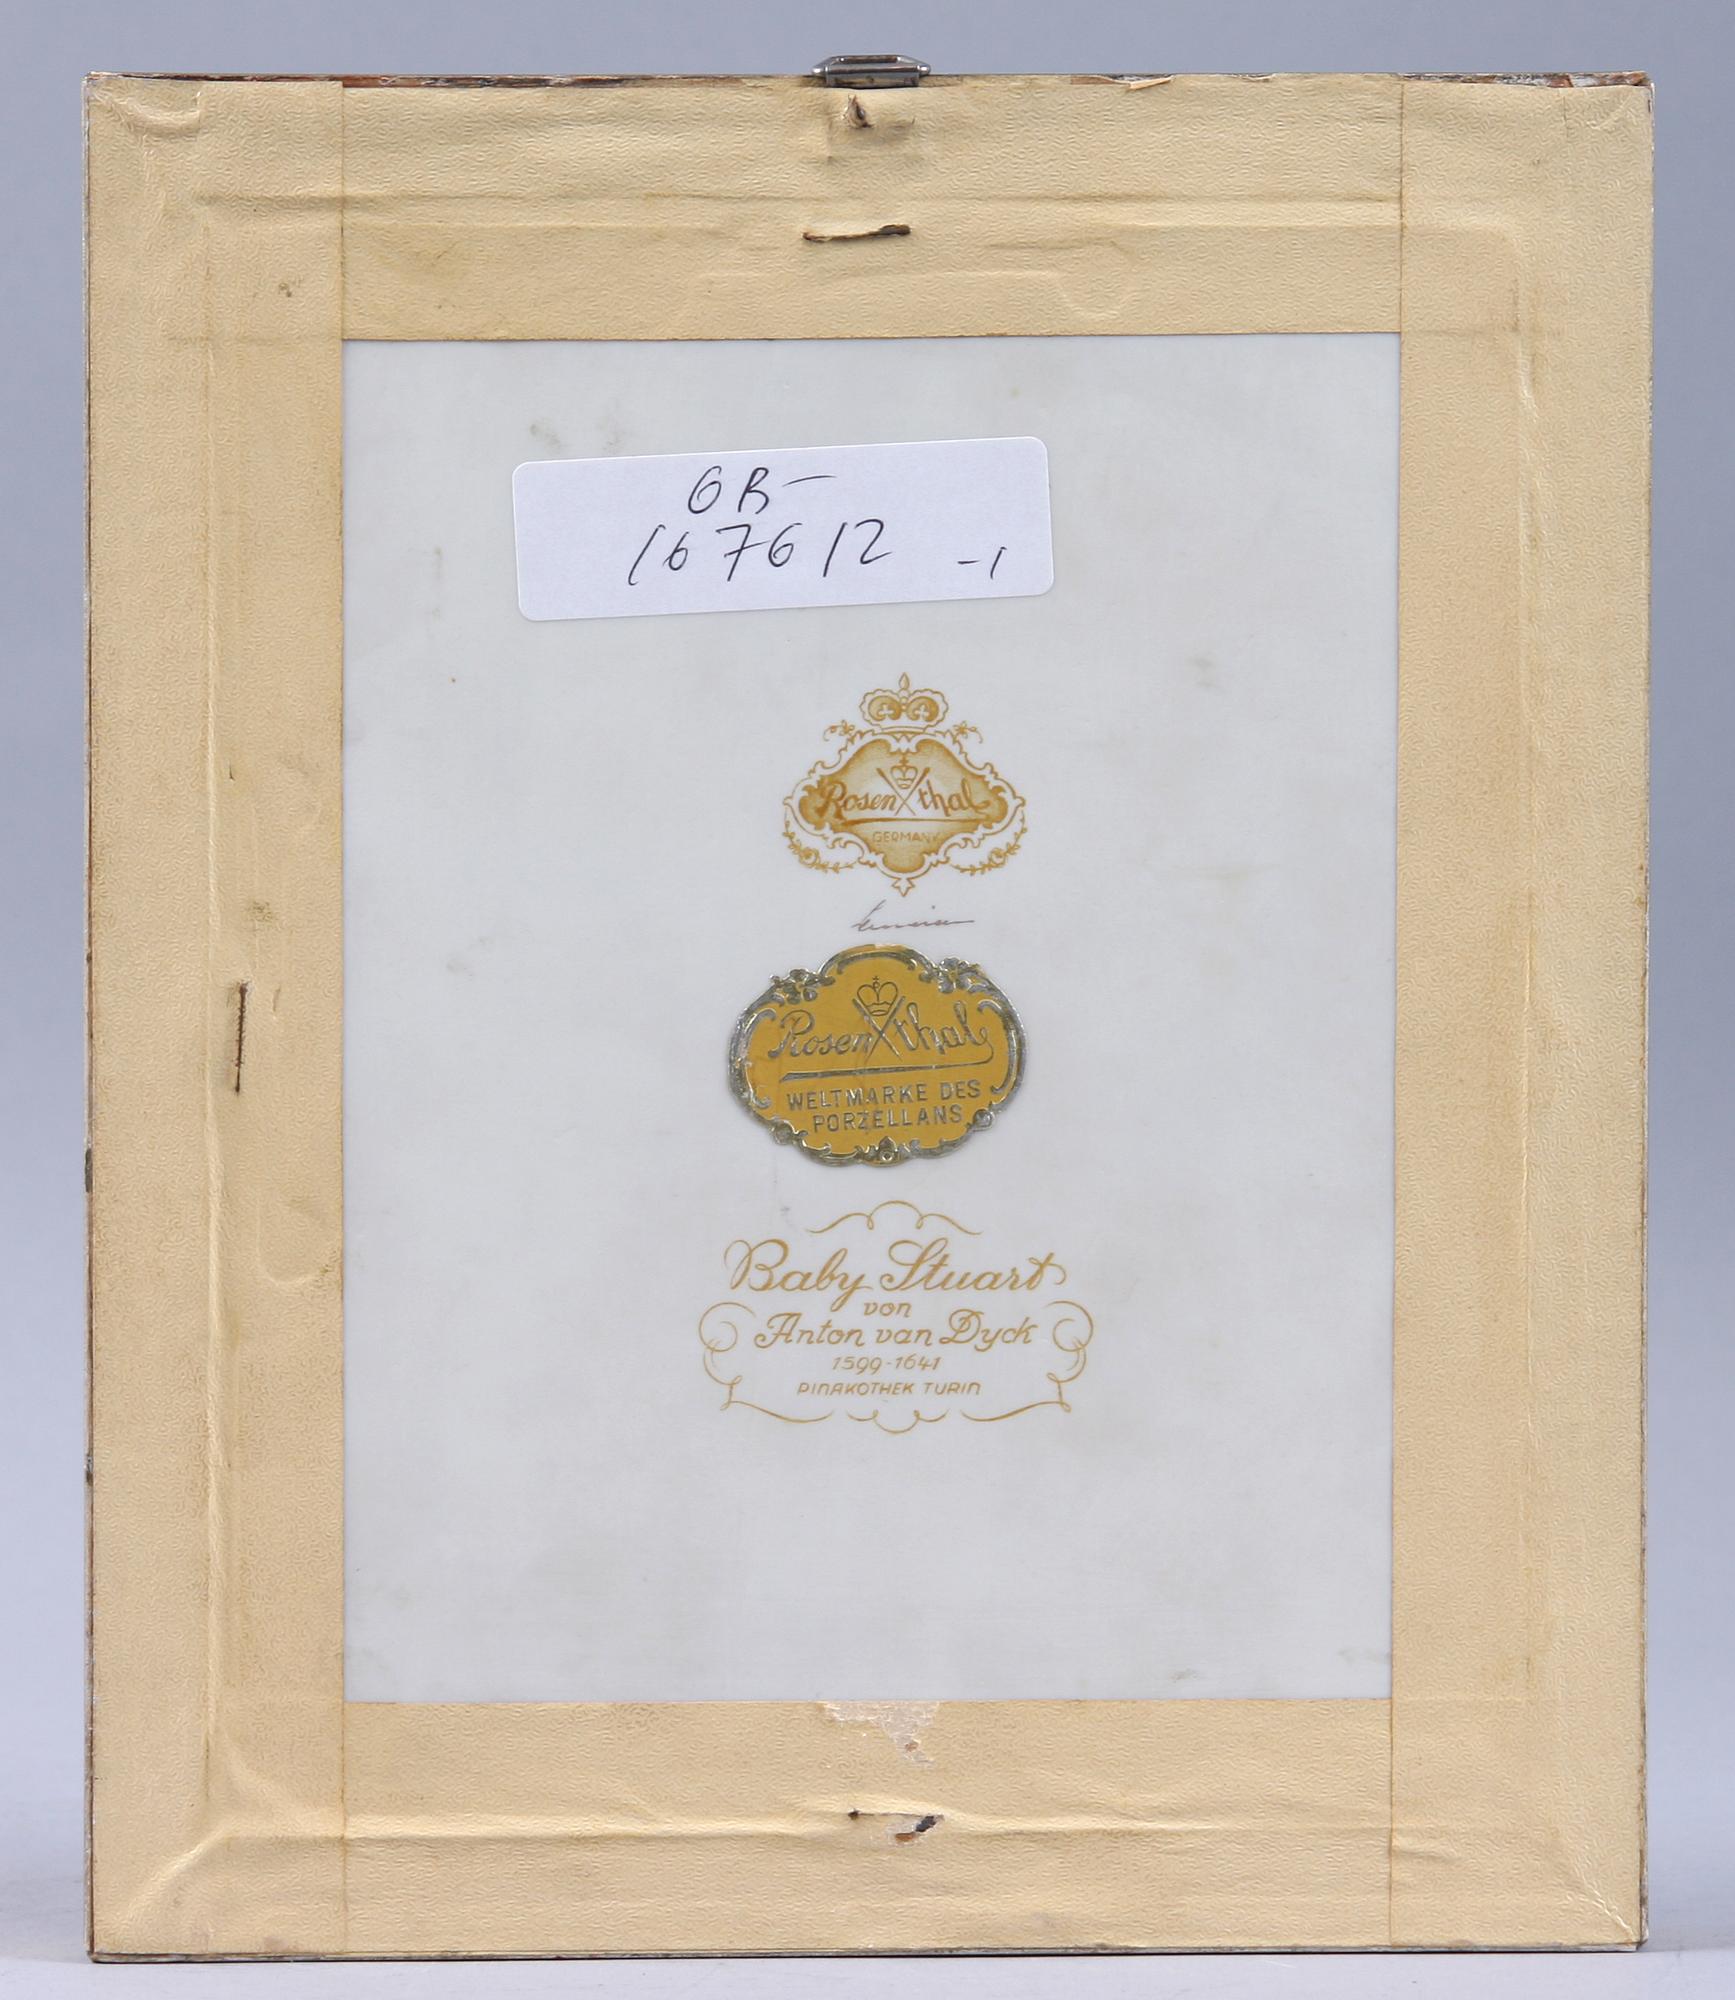 GB-
167612 -1
Rosenthal
GERMANY
Rosenthal
WELTMARKE DES
PORZELLANS
Baby Stuart
von
Anton van Dyck
1599-1641
PINAKOTHEK TURIN